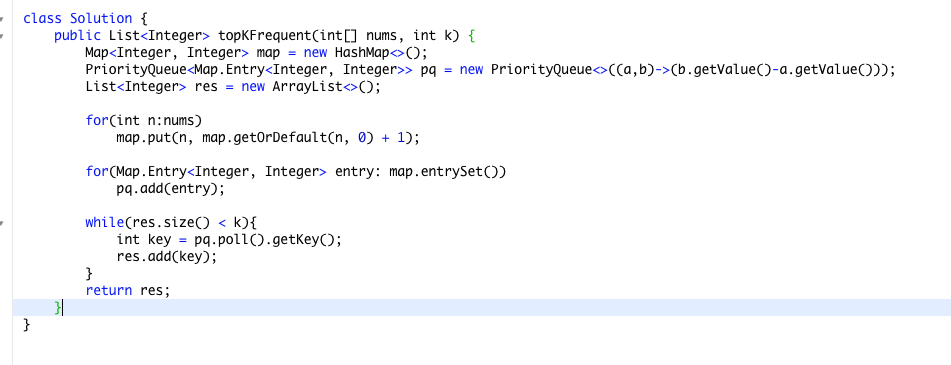 class Solution {
    public List<Integer> topKFrequent(int[] nums, int k) {
        Map<Integer, Integer> map = new HashMap<>();
        PriorityQueue<Map.Entry<Integer, Integer>> pq = new PriorityQueue<>((a,b)->(b.getValue()-a.getValue()));
        List<Integer> res = new ArrayList<>();

        for(int n:nums)
            map.put(n, map.getOrDefault(n, 0) + 1);

        for(Map.Entry<Integer, Integer> entry: map.entrySet())
            pq.add(entry);

        while(res.size() < k){
            int key = pq.poll().getKey();
            res.add(key);
        }
        return res;
    }
}